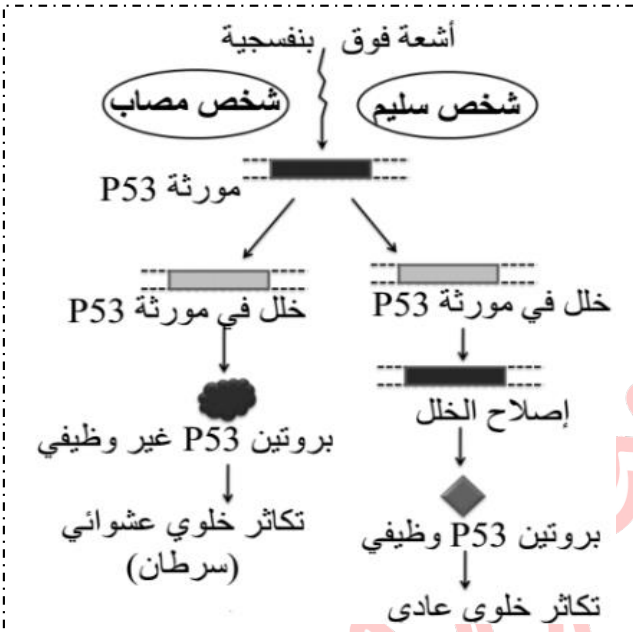 أشعة فوق بنفسجية
شخص سليم
شخص مصاب
مورثة P53
خلل في مورثة P53
إصلاح الخلل
بروتين P53 وظيفي
تكاثر خلوي عادى
خلل في مورثة P53
بروتين P53 غير وظيفي
تكاثر خلوي عشوائي
(سرطان)